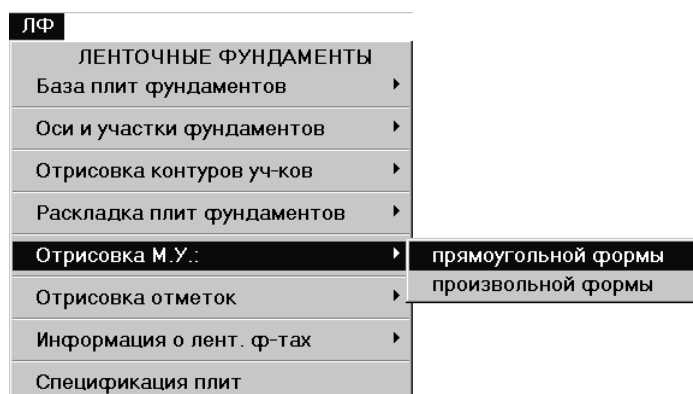 ЛФ
ЛЕНТОЧНЫЕ ФУНДАМЕНТЫ
База плит фундаментов
Оси и участки фундаментов
Отрисовка контуров уч-ков
Раскладка плит фундаментов
Отрисовка М.У.:
прямоугольной формы
произвольной формы
Отрисовка отметок
Информация о лент. ф-тах
Спецификация плит